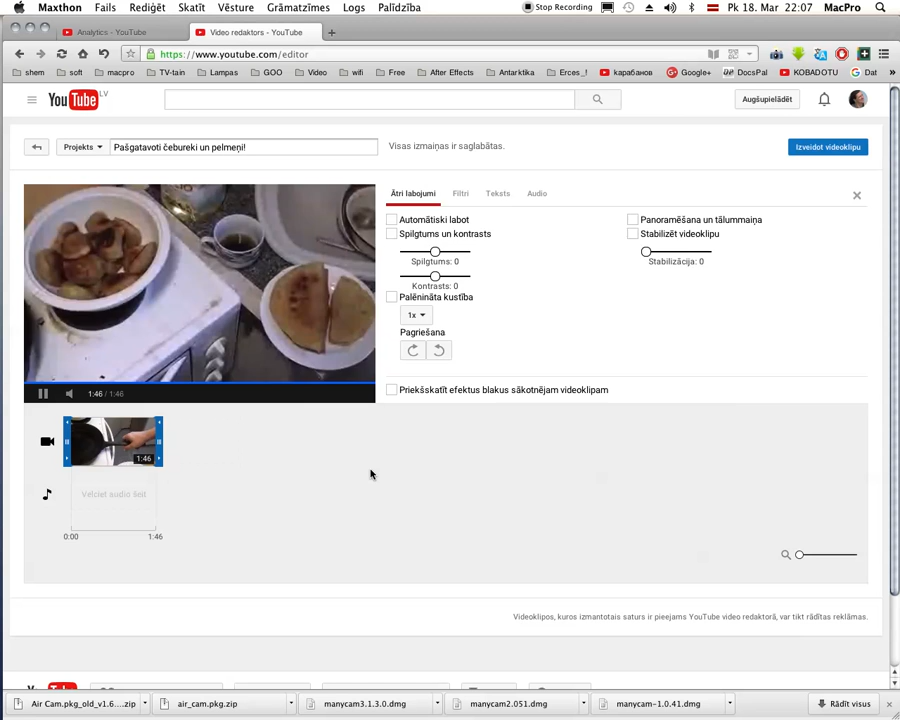 Maxthon Fails Rediģēt Skatīt Vēsture Grāmatzīmes Logs Palīdzība Stop Recording Pk 18. Mar 22:07 MacPro
Analytics - YouTube Video redaktors - YouTube
https://www.youtube.com/editor
shem soft macpro TV-tain Lampas GOO Video wifi Free After Effects Antarktika Erces_! карабанов Google+ DocsPal KOBADOTU Dat »
YouTube LV Augšupielādēt
Projekts Pašgatavoti čebureki un pelmeņi! Visas izmaiņas ir saglabātas. Izveidot videoklipu
Ātri labojumi Filtri Teksts Audio
Automātiski labot Panoramēšana un tālummaiņa
Spilgtums un kontrasts Stabilizēt videoklipu
Spilgtums: 0 Stabilizācija: 0
Kontrasts: 0
Palēnināta kustība
1x
Pagriešana
Priekšskatīt efektus blakus sākotnējam videoklipam
1:46 / 1:46
1:46
Velciet audio šeit
0:00 1:46
Videoklipos, kuros izmantotais saturs ir pieejams YouTube video redaktorā, var tikt rādītas reklāmas.
Air Cam.pkg_old_v1.6....zip air_cam.pkg.zip manycam3.1.3.0.dmg manycam2.051.dmg manycam-1.0.41.dmg Rādīt visus